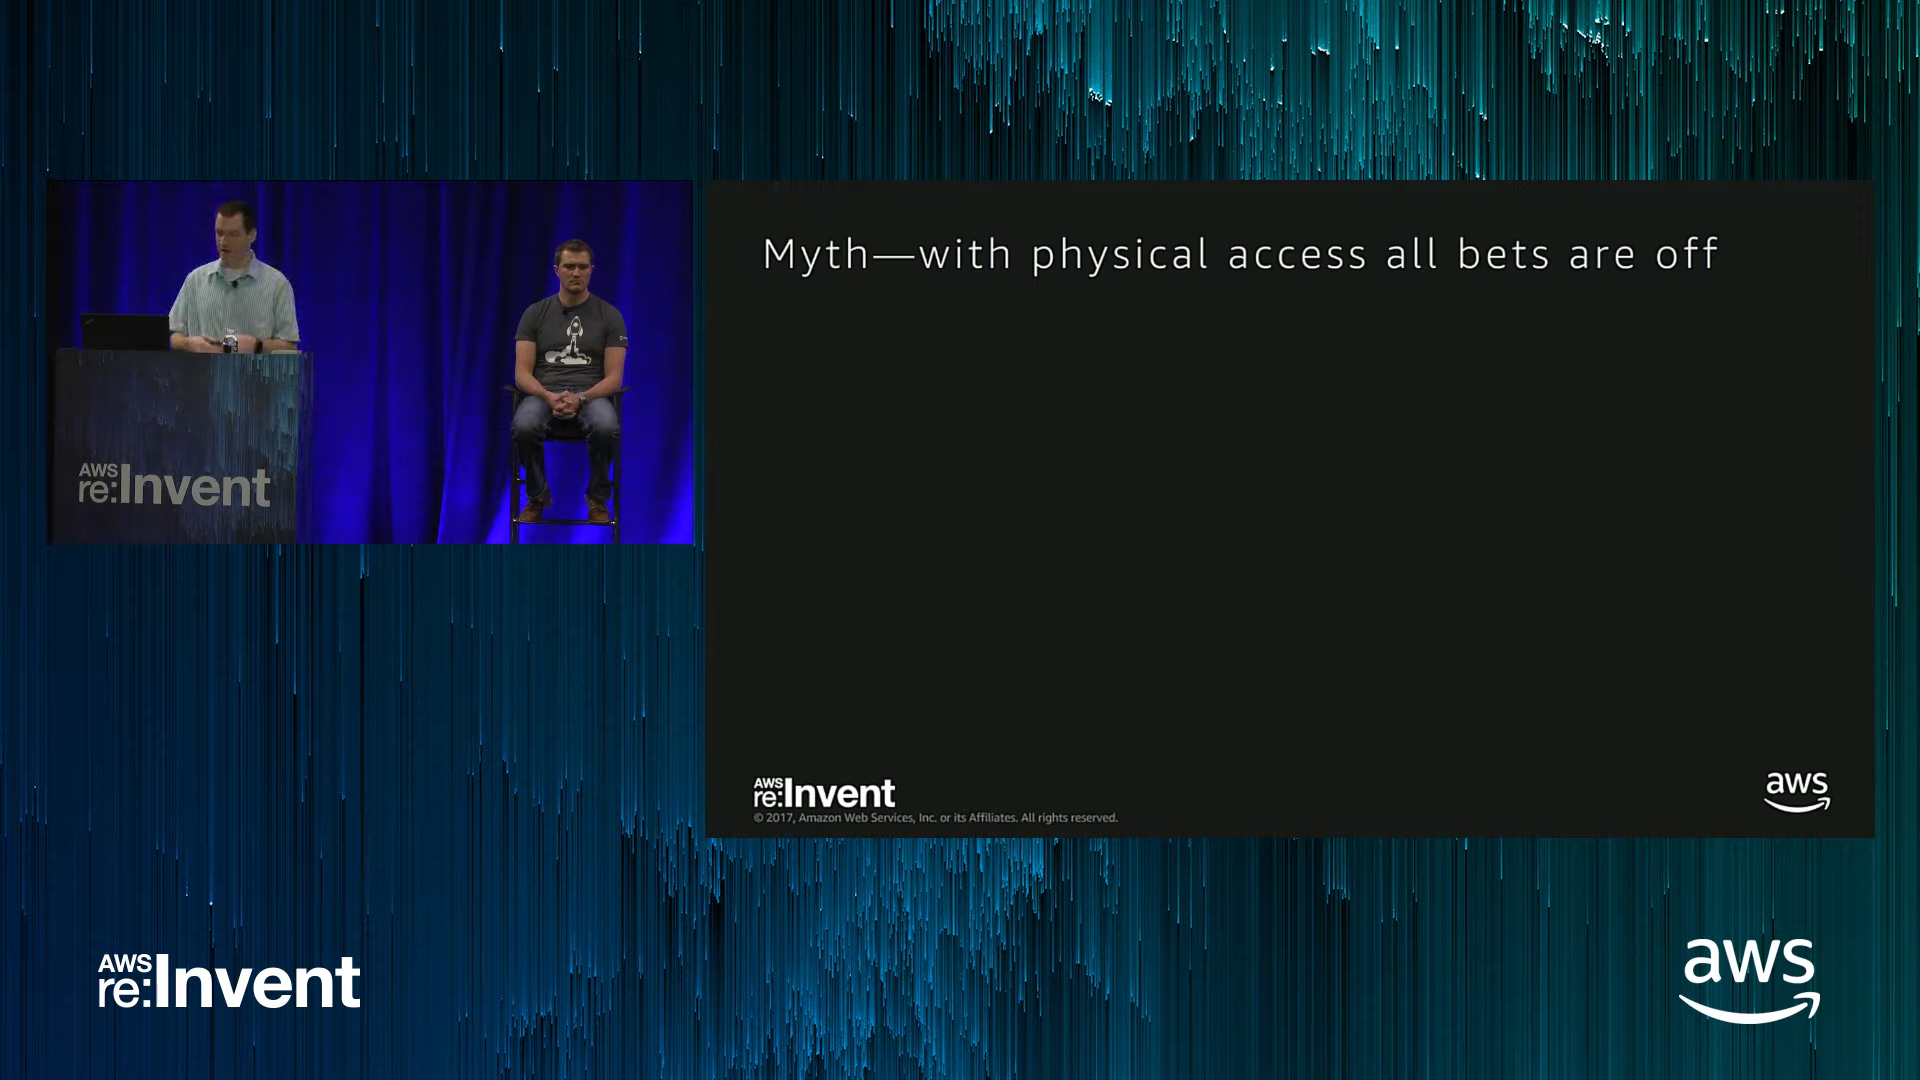 Myth—with physical access all bets are off
AWS
re:Invent
AWS
re:Invent
© 2017, Amazon Web Services, Inc. or its Affiliates. All rights reserved.
aws
AWS
re:Invent
aws